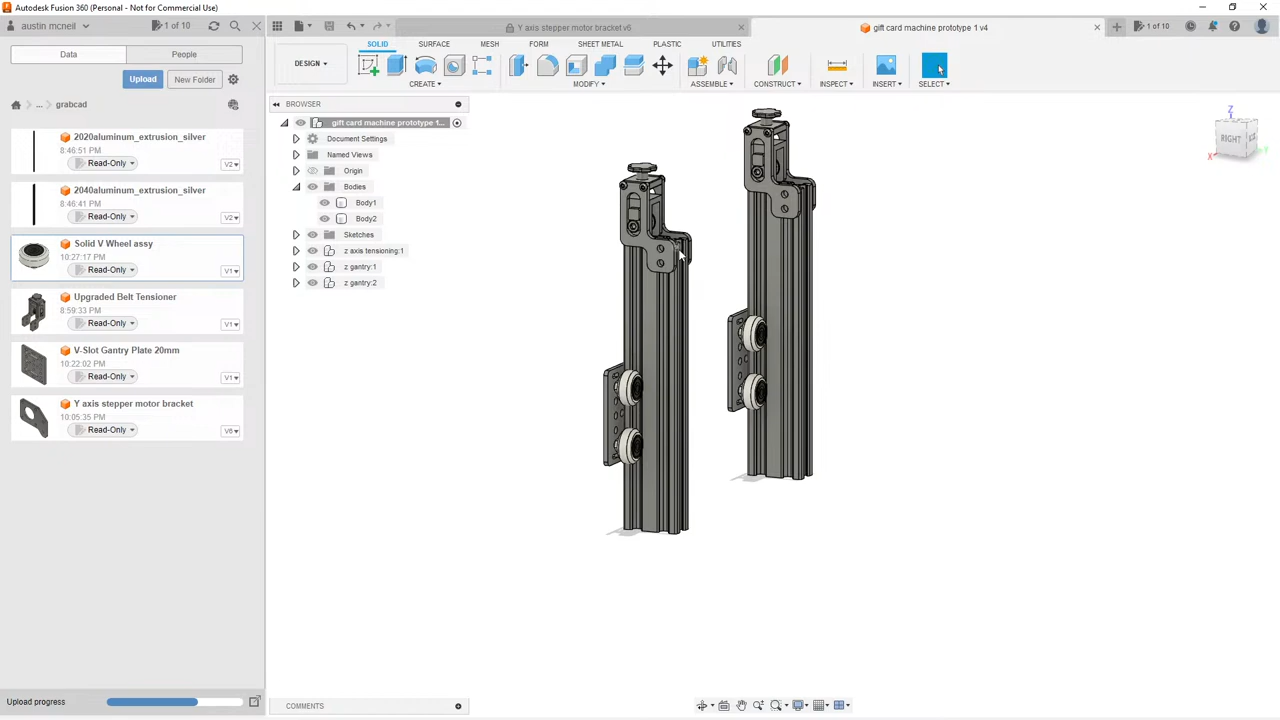 Autodesk Fusion 360 (Personal - Not for Commercial Use)
austin mcneil
1 of 10
Y axis stepper motor bracket v6
gift card machine prototype 1 v4
1 of 10
Data
People
SOLID
SURFACE
MESH
FORM
SHEET METAL
PLASTIC
UTILITIES
DESIGN
Upload
New Folder
CREATE
MODIFY
ASSEMBLE
CONSTRUCT
INSPECT
INSERT
SELECT
... grabcad
BROWSER
gift card machine prototype 1...
Document Settings
Named Views
Origin
Bodies
Body1
Body2
Sketches
z axis tensioning:1
z gantry:1
z gantry:2
2020aluminum_extrusion_silver
8:46:51 PM
Read-Only
V2
2040aluminum_extrusion_silver
8:46:41 PM
Read-Only
V2
Solid V Wheel assy
10:27:17 PM
Read-Only
V1
Upgraded Belt Tensioner
8:59:33 PM
Read-Only
V1
V-Slot Gantry Plate 20mm
10:22:02 PM
Read-Only
V1
Y axis stepper motor bracket
10:05:35 PM
Read-Only
V6
Z
RIGHT
X
Y
Upload progress
COMMENTS